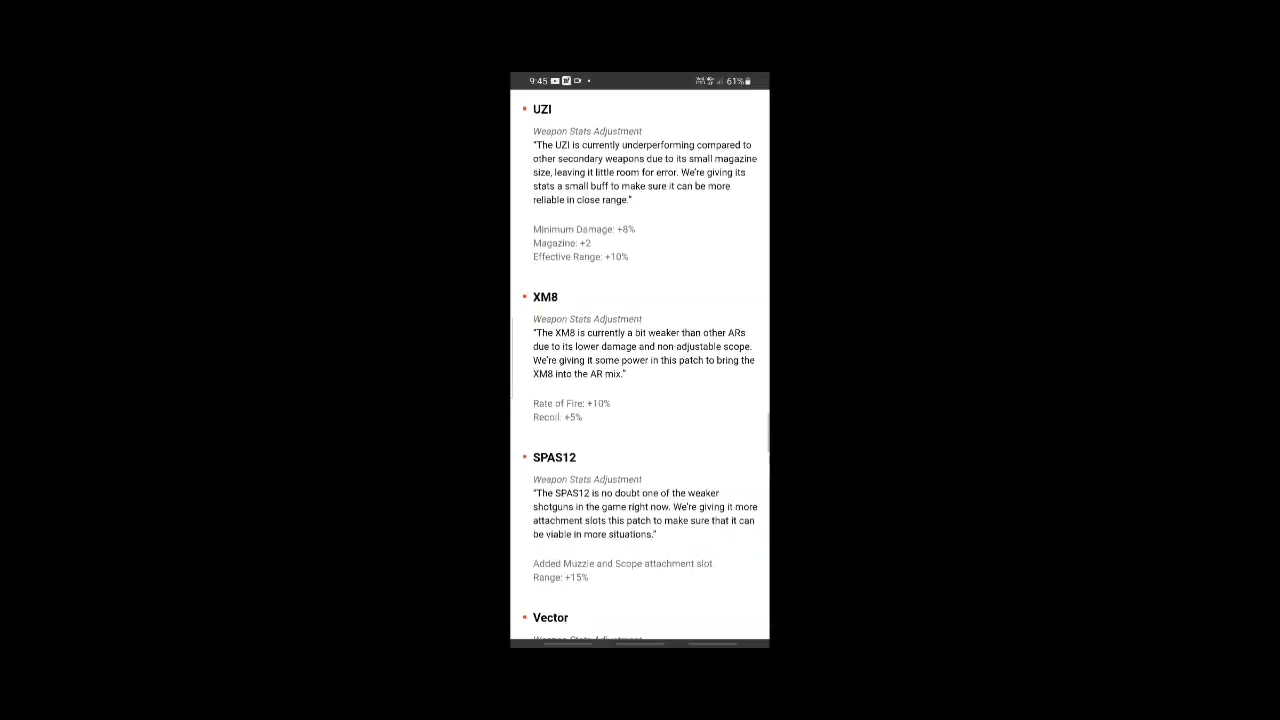 9:45
61%
UZI
Weapon Stats Adjustment
“The UZI is currently underperforming compared to
other secondary weapons due to its small magazine
size, leaving it little room for error. We're giving its
stats a small buff to make sure it can be more
reliable in close range.”
Minimum Damage: +8%
Magazine: +2
Effective Range: +10%
XM8
Weapon Stats Adjustment
“The XM8 is currently a bit weaker than other ARs
due to its lower damage and non-adjustable scope.
We're giving it some power in this patch to bring the
XM8 into the AR mix.”
Rate of Fire: +10%
Recoil: +5%
SPAS12
Weapon Stats Adjustment
“The SPAS12 is no doubt one of the weaker
shotguns in the game right now. We're giving it more
attachment slots this patch to make sure that it can
be viable in more situations.”
Added Muzzle and Scope attachment slot.
Range: +15%
Vector
Weapon Stats Adjustment